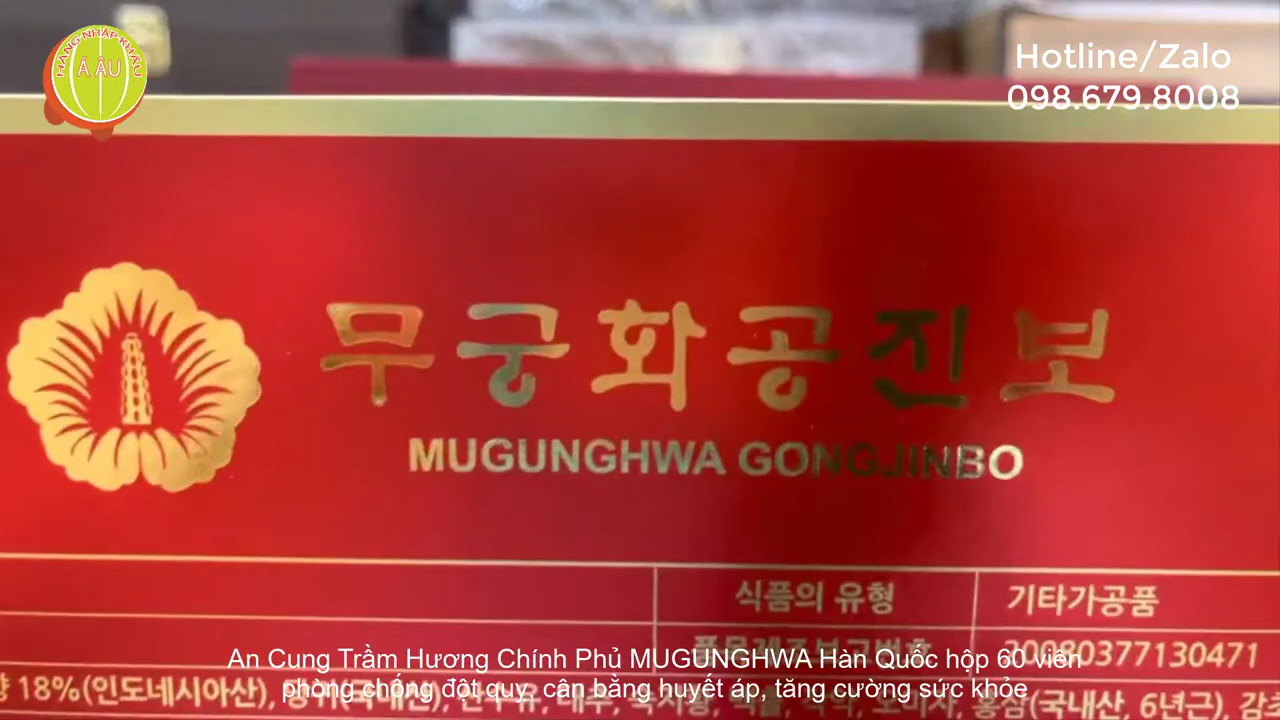 HÀNG NHẬP KHẨU
Á ÂU
Hotline/Zalo
098.679.8008
무궁화공진보
MUGUNGHWA GONGJINBO
식품의 유형
기타가공품
20080377130471
An Cung Trầm Hương Chính Phủ MUGUNGHWA Hàn Quốc hộp 60 viên
phòng chống đột quỵ, cân bằng huyết áp, tăng cường sức khỏe
18%(인도네시아산), 홍삼(국내산, 6년근),